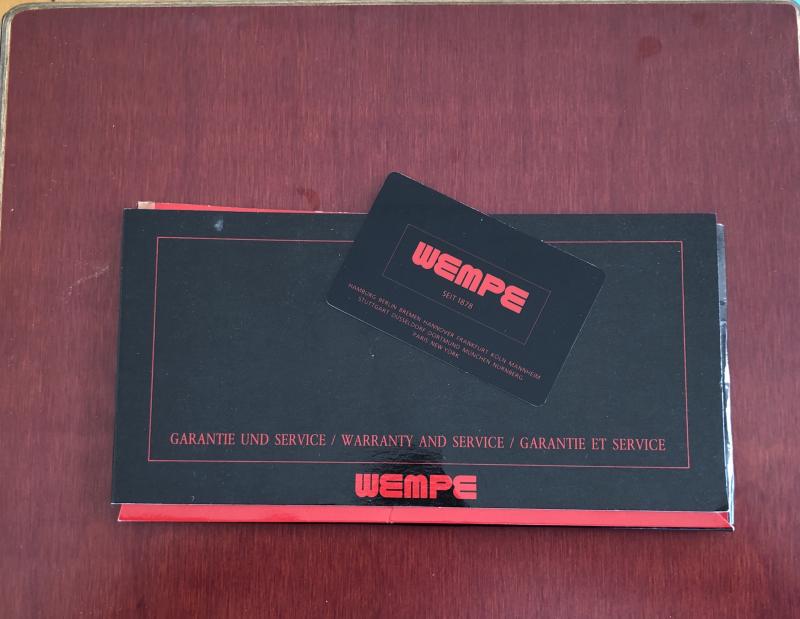 WEMPE
SEIT 1878
HAMBURG BERLIN BREMEN HANNOVER FRANKFURT KÖLN MANNHEIM
STUTTGART DÜSSELDORF DORTMUND MÜNCHEN NÜRNBERG
PARIS NEW YORK
GARANTIE UND SERVICE / WARRANTY AND SERVICE / GARANTIE ET SERVICE
WEMPE